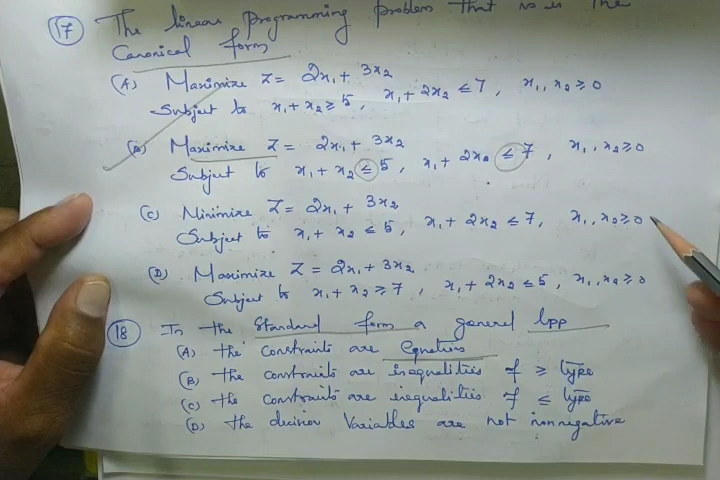 (17) The linear programming problem that is in the
Canonical form
(A) Maximize Z = 2x₁ + 3x₂
Subject to x₁ + x₂ ≥ 5, x₁ + 2x₂ ≤ 7, x₁, x₂ ≥ 0
(B) Maximize Z = 2x₁ + 3x₂
Subject to x₁ + x₂ ≤ 5, x₁ + 2x₂ ≤ 7, x₁, x₂ ≥ 0
(C) Minimize Z = 2x₁ + 3x₂
Subject to x₁ + x₂ ≤ 5, x₁ + 2x₂ ≤ 7, x₁, x₂ ≥ 0
(D) Maximize Z = 2x₁ + 3x₂
Subject to x₁ + x₂ ≥ 7, x₁ + 2x₂ ≤ 5, x₁, x₂ ≥ 0
(18) In the Standard form a general lpp
(A) the constraits are equations
(B) the constraits are inequalities of ≥ type
(C) the constraits are inequalities of ≤ type
(D) the decision Variables are not nonnegative